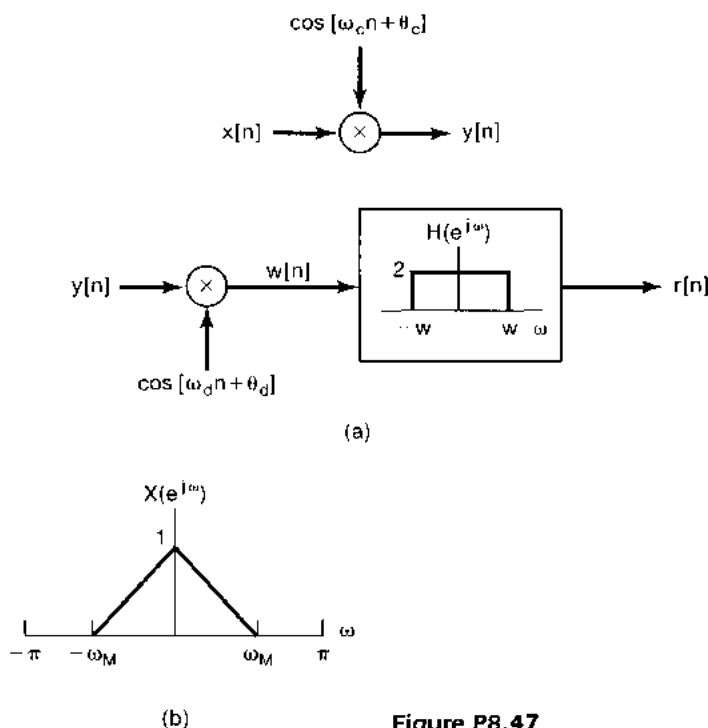 cos [ω_c n + θ_c]
x[n] × y[n]
H(e^{jω})
y[n] × w[n] 2 r[n]
-W W ω
cos [ω_d n + θ_d]
(a)
X(e^{jω})
1
-π -ω_M ω_M π ω
(b)
Figure P8.47